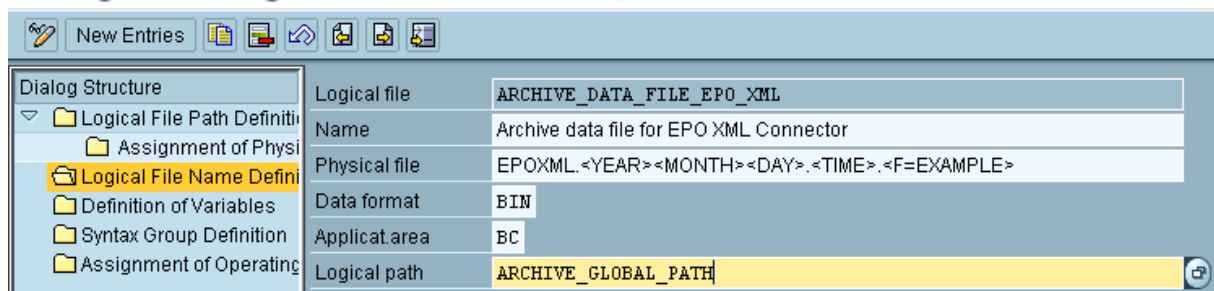 New Entries
Dialog Structure
Logical File Path Definiti
Assignment of Physi
Logical File Name Defini
Definition of Variables
Syntax Group Definition
Assignment of Operating
Logical file ARCHIVE_DATA_FILE_EPO_XML
Name Archive data file for EPO XML Connector
Physical file EPOXML.<YEAR><MONTH><DAY>.<TIME>.<F=EXAMPLE>
Data format BIN
Applicat.area BC
Logical path ARCHIVE_GLOBAL_PATH